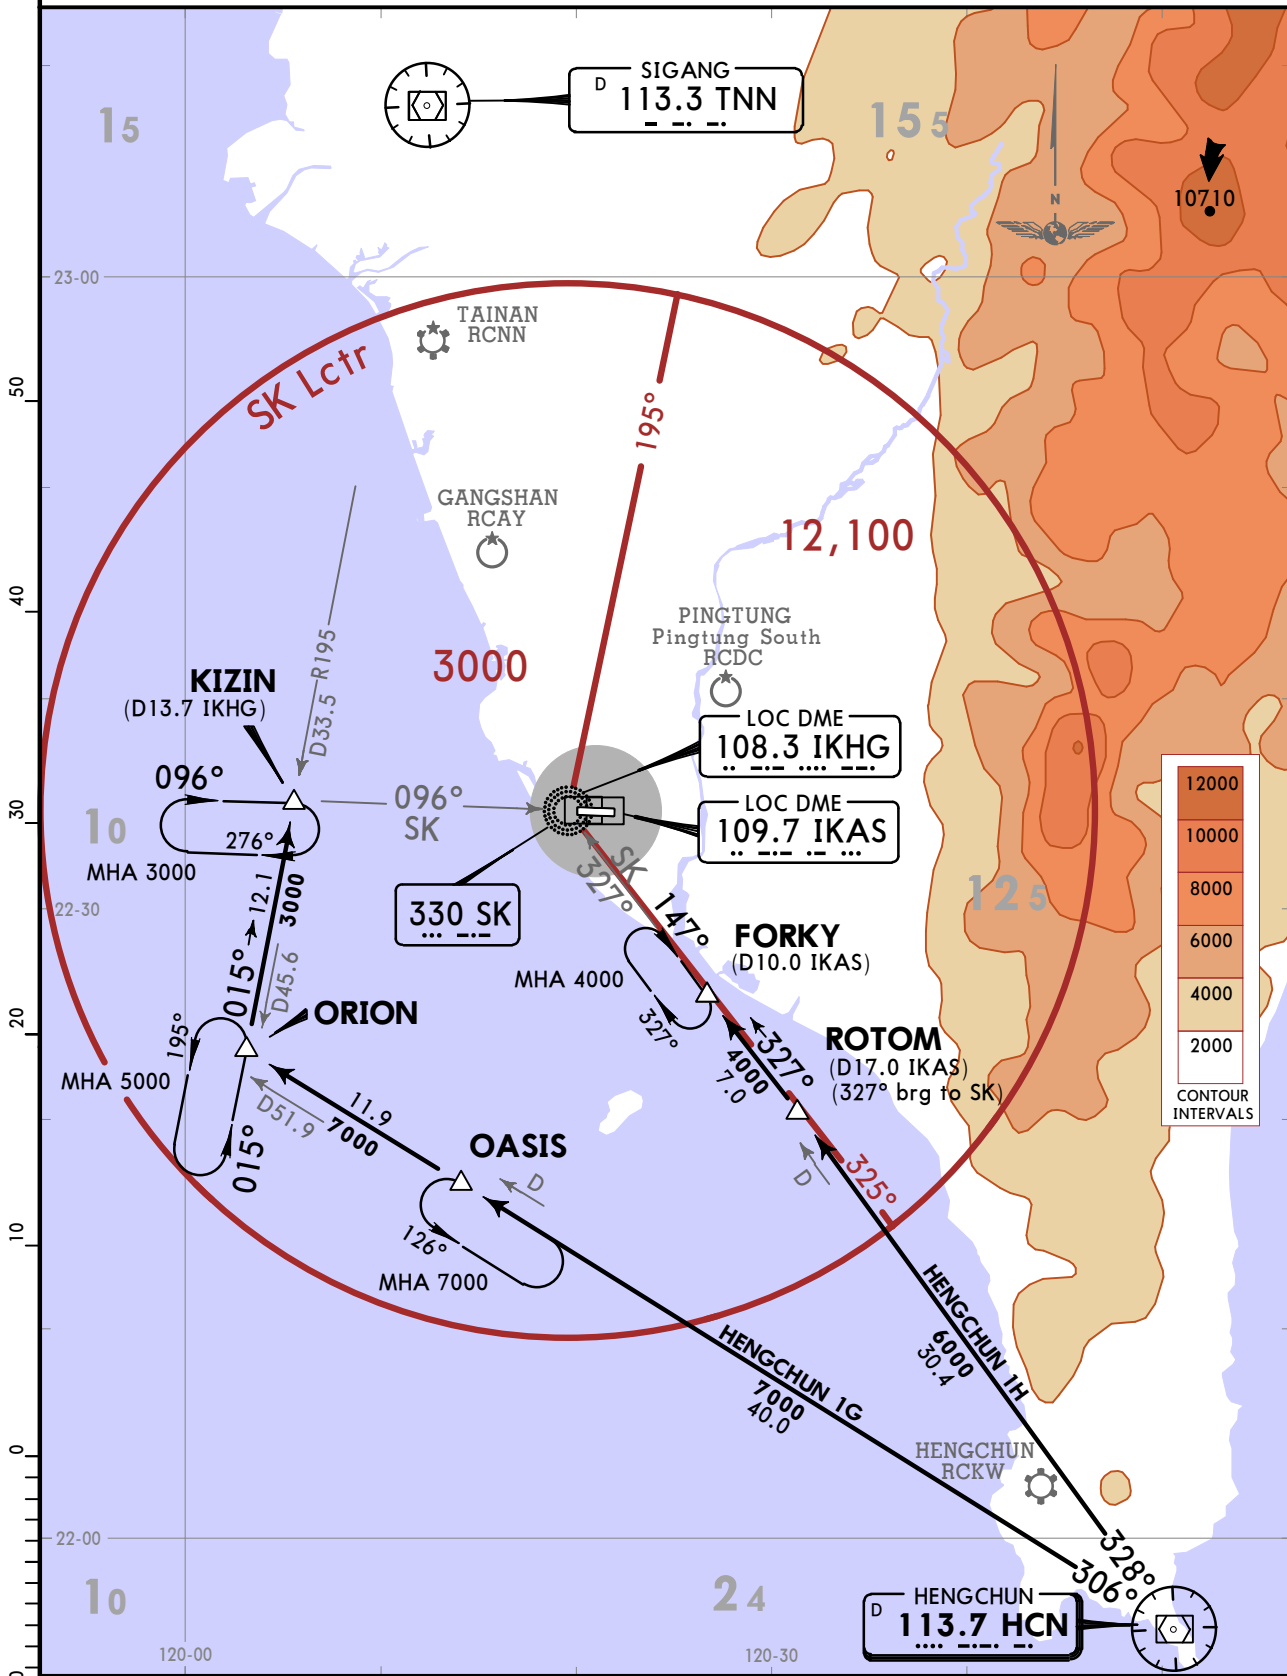 SIGANG
D 113.3 TNN
15
15 5
N
10710
23-00
TAINAN
RCNN
SK Lctr
50
195°
GANGSHAN
RCAY
12,100
40
PINGTUNG
Pingtung South
RCDC
3000
R195
D33.5
KIZIN
(D13.7 IKHG)
LOC DME
108.3 IKHG
096°
096°
SK
LOC DME
109.7 IKAS
12000
10000
8000
6000
4000
2000
CONTOUR
INTERVALS
30
10
276°
MHA 3000
SK
327°
12 5
330 SK
22-30
12.1
3000
015°
D45.6
147°
FORKY
(D10.0 IKAS)
MHA 4000
327°
ORION
20
195°
MHA 5000
015°
327°
4000
7.0
ROTOM
(D17.0 IKAS)
(327° brg to SK)
11.9
7000
D51.9
OASIS
D
D
325°
10
126°
MHA 7000
HENGCHUN 1H
6000
30.4
HENGCHUN 1G
7000
40.0
0
HENGCHUN
RCKW
22-00
328°
306°
10
2 4
HENGCHUN
D 113.7 HCN
120-00
120-30